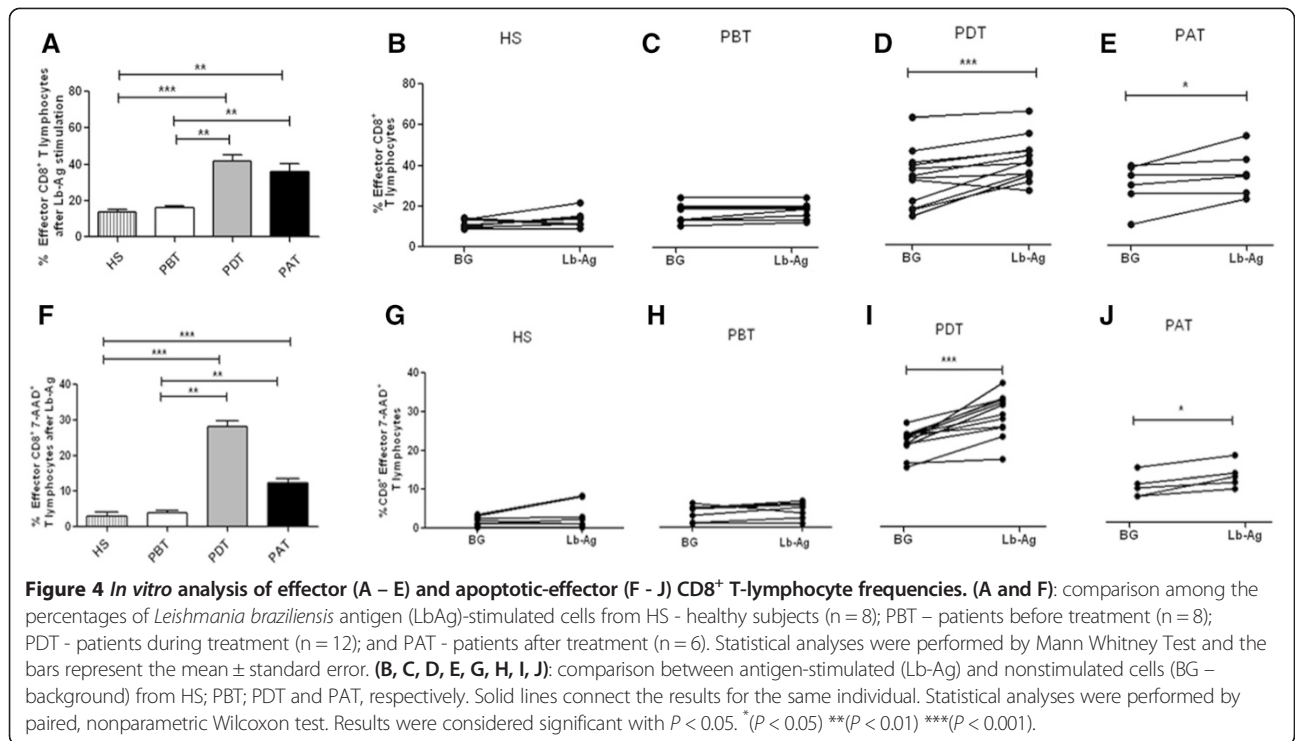 A
B
C
D
E
HS
PBT
PDT
PAT
% Effector CD8⁺ T lymphocytes
after Lb-Ag stimulation
80
60
40
20
0
**
***
**
**
HS
PBT
PDT
PAT
% Effector CD8⁺
T lymphocytes
80
60
40
20
0
BG
Lb-Ag
BG
Lb-Ag
***
BG
Lb-Ag
*
BG
Lb-Ag
F
G
H
I
J
HS
PBT
PDT
PAT
% Effector CD8⁺ 7-AAD⁺
T lymphocytes after Lb-Ag
40
30
20
10
0
***
***
**
**
HS
PBT
PDT
PAT
%CD8⁺ Effector 7-AAD⁺
T lymphocytes
40
30
20
10
0
BG
Lb-Ag
BG
Lb-Ag
***
BG
Lb-Ag
*
BG
Lb-Ag
Figure 4 In vitro analysis of effector (A – E) and apoptotic-effector (F - J) CD8⁺ T-lymphocyte frequencies. (A and F): comparison among the
percentages of Leishmania braziliensis antigen (LbAg)-stimulated cells from HS - healthy subjects (n = 8); PBT – patients before treatment (n = 8);
PDT - patients during treatment (n = 12); and PAT - patients after treatment (n = 6). Statistical analyses were performed by Mann Whitney Test and the
bars represent the mean ± standard error. (B, C, D, E, G, H, I, J): comparison between antigen-stimulated (Lb-Ag) and nonstimulated cells (BG –
background) from HS; PBT; PDT and PAT, respectively. Solid lines connect the results for the same individual. Statistical analyses were performed by
paired, nonparametric Wilcoxon test. Results were considered significant with P < 0.05. *(P < 0.05) **(P < 0.01) ***(P < 0.001).